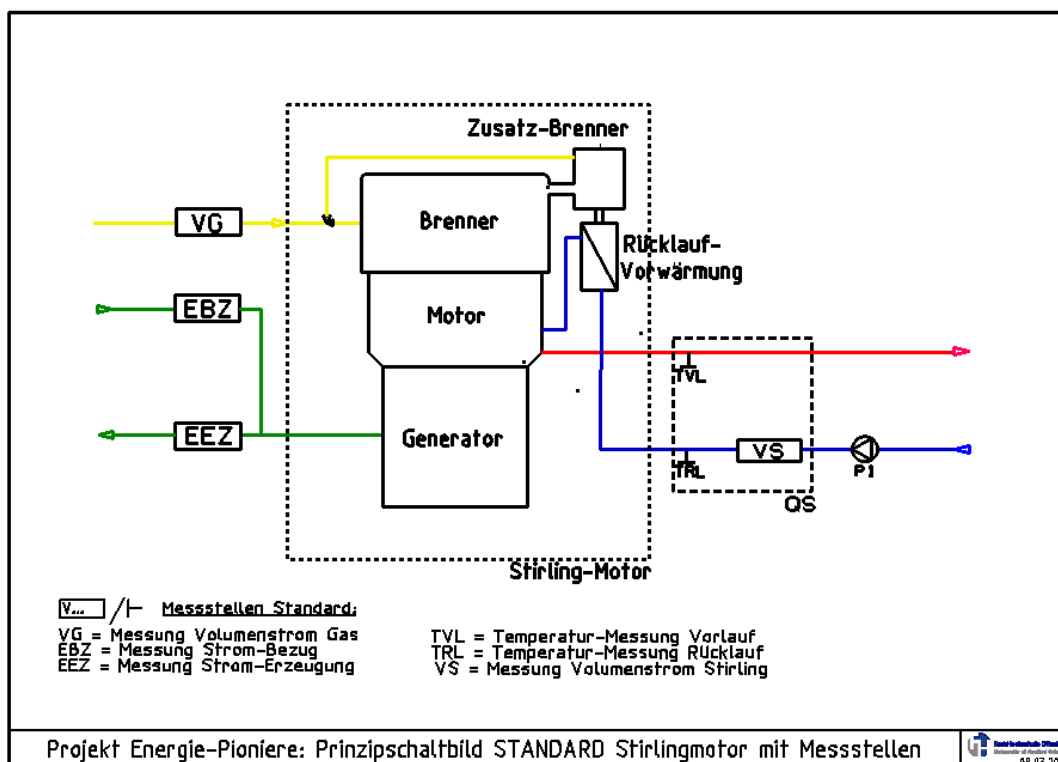 Zusatz-Brenner
VG
Brenner
Rücklauf-
Vorwärmung
EBZ
Motor
TVL
EEZ
Generator
VS
TRL
P1
QS
Stirling-Motor
V... Messstellen Standard:
VG = Messung Volumenstrom Gas
EBZ = Messung Strom-Bezug
EEZ = Messung Strom-Erzeugung
TVL = Temperatur-Messung Vorlauf
TRL = Temperatur-Messung Rücklauf
VS = Messung Volumenstrom Stirling
Projekt Energie-Pioniere: Prinzipschaltbild STANDARD Stirlingmotor mit Messstellen